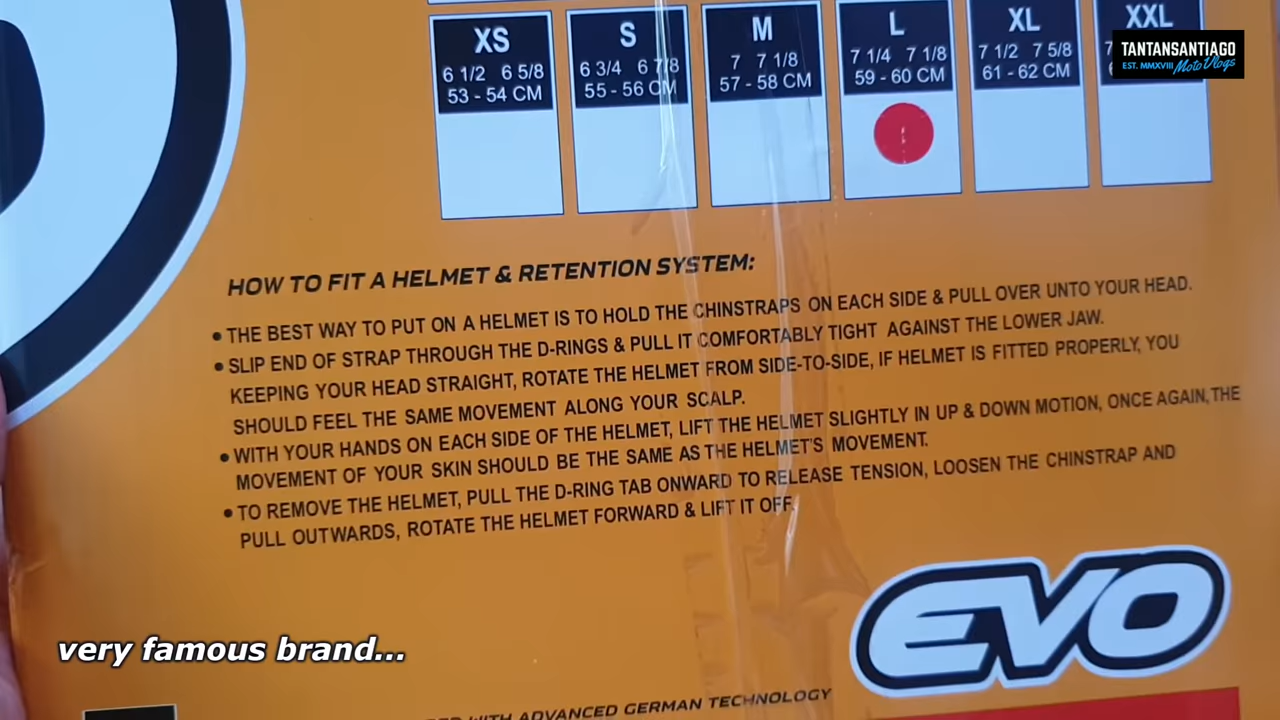 XS S M L XL XXL
6 1/2 6 5/8 6 3/4 6 7/8 7 7 1/8 7 1/4 7 1/8 7 1/2 7 5/8
53 - 54 CM 55 - 56 CM 57 - 58 CM 59 - 60 CM 61 - 62 CM
TANTANSANTIAGO
EST. MMXVIII Moto Vlogs
HOW TO FIT A HELMET & RETENTION SYSTEM:
• THE BEST WAY TO PUT ON A HELMET IS TO HOLD THE CHINSTRAPS ON EACH SIDE & PULL OVER UNTO YOUR HEAD.
• SLIP END OF STRAP THROUGH THE D-RINGS & PULL IT COMFORTABLY TIGHT AGAINST THE LOWER JAW.
KEEPING YOUR HEAD STRAIGHT, ROTATE THE HELMET FROM SIDE-TO-SIDE, IF HELMET IS FITTED PROPERLY, YOU
SHOULD FEEL THE SAME MOVEMENT ALONG YOUR SCALP.
• WITH YOUR HANDS ON EACH SIDE OF THE HELMET, LIFT THE HELMET SLIGHTLY IN UP & DOWN MOTION, ONCE AGAIN, THE
MOVEMENT OF YOUR SKIN SHOULD BE THE SAME AS THE HELMET'S MOVEMENT.
• TO REMOVE THE HELMET, PULL THE D-RING TAB ONWARD TO RELEASE TENSION, LOOSEN THE CHINSTRAP AND
PULL OUTWARDS, ROTATE THE HELMET FORWARD & LIFT IT OFF.
EVO
very famous brand...
WITH ADVANCED GERMAN TECHNOLOGY